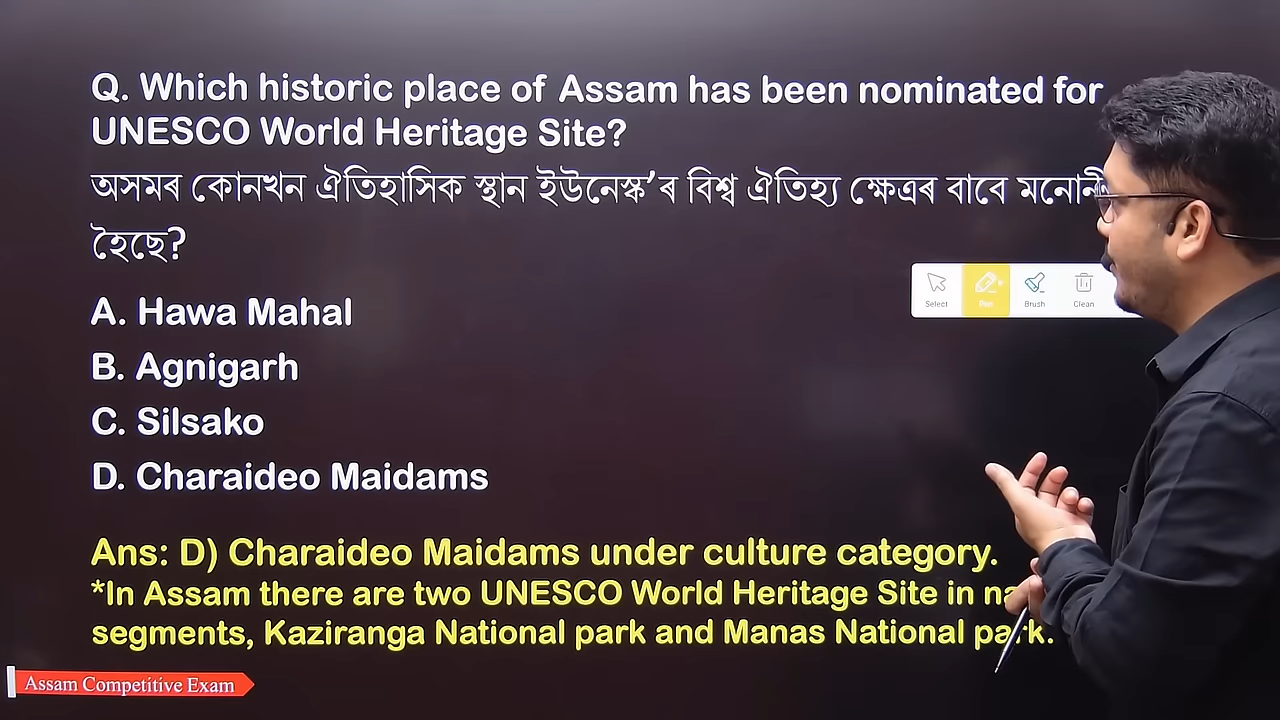 Q. Which historic place of Assam has been nominated for
UNESCO World Heritage Site?
অসমৰ কোনখন ঐতিহাসিক স্থান ইউনেস্ক’ৰ বিশ্ব ঐতিহ্য ক্ষেত্ৰৰ বাবে
হৈছে?
Select
Pen
Brush
Clean
A. Hawa Mahal
B. Agnigarh
C. Silsako
D. Charaideo Maidams
Ans: D) Charaideo Maidams under culture category.
*In Assam there are two UNESCO World Heritage Site in
segments, Kaziranga National park and Manas National park.
Assam Competitive Exam